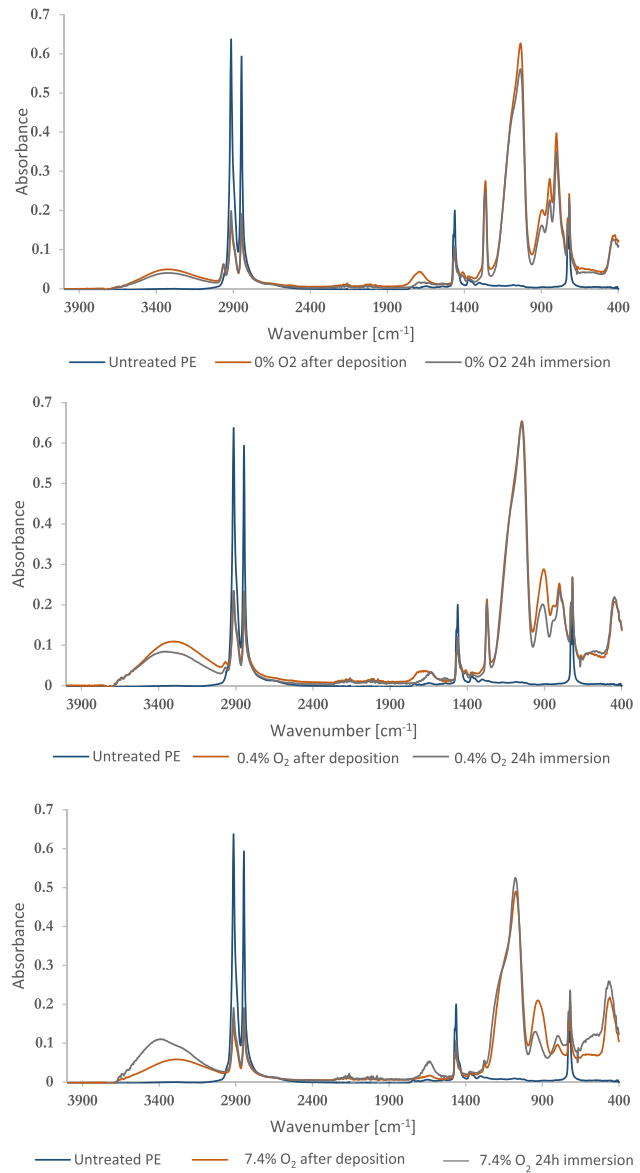 0.7
0.6
0.5
0.4
0.3
0.2
0.1
0
Absorbance
3900 3400 2900 2400 1900 1400 900 400
Wavenumber [cm-1]
Untreated PE 0% O2 after deposition 0% O2 24h immersion
0.7
0.6
0.5
0.4
0.3
0.2
0.1
0
Absorbance
3900 3400 2900 2400 1900 1400 900 400
Wavenumber [cm-1]
Untreated PE 0.4% O2 after deposition 0.4% O2 24h immersion
0.7
0.6
0.5
0.4
0.3
0.2
0.1
0
Absorbance
3900 3400 2900 2400 1900 1400 900 400
Wavenumber [cm-1]
Untreated PE 7.4% O2 after deposition 7.4% O2 24h immersion